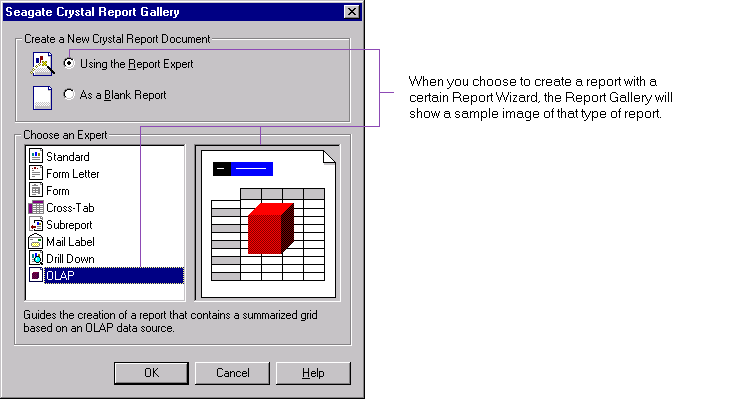 Seagate Crystal Report Gallery
Create a New Crystal Report Document
Using the Report Expert
As a Blank Report
When you choose to create a report with a
certain Report Wizard, the Report Gallery will
show a sample image of that type of report.
Choose an Expert
Standard
Form Letter
Form
Cross-Tab
Subreport
Mail Label
Drill Down
OLAP
Guides the creation of a report that contains a summarized grid
based on an OLAP data source.
OK
Cancel
Help